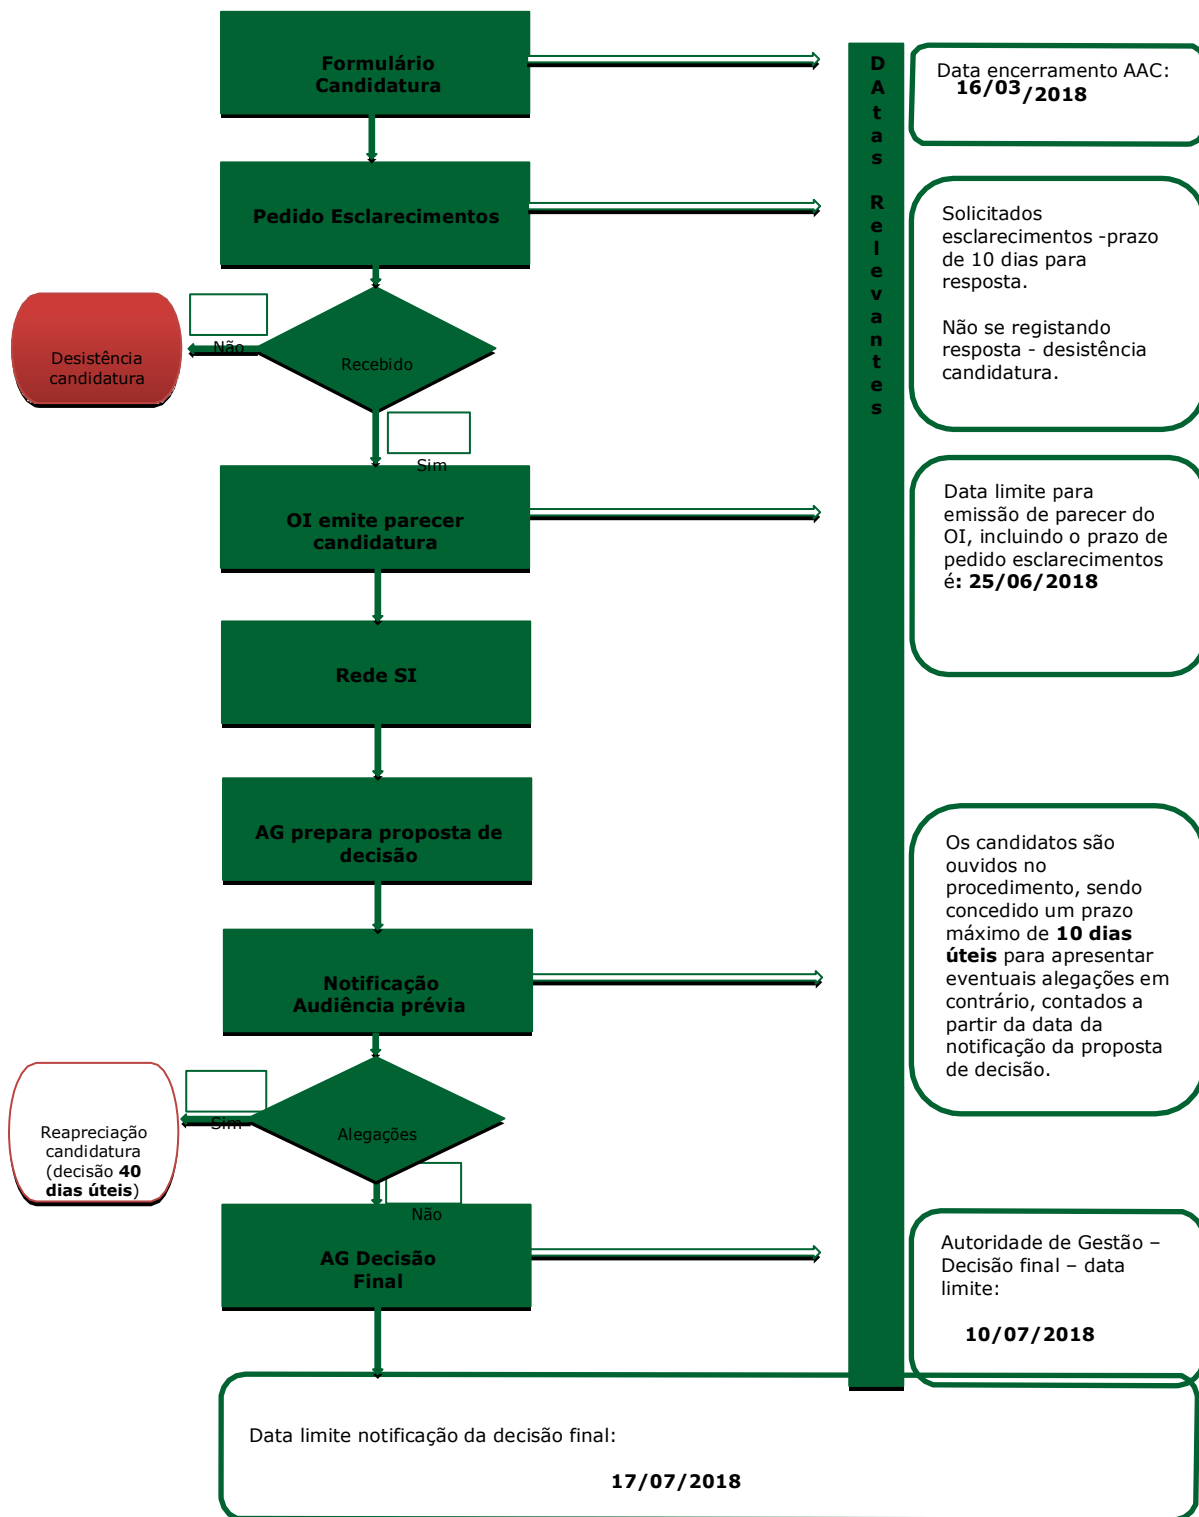 Formulário
Candidatura
Data encerramento AAC:
16/03/2018
DAtas Relevantes
Pedido Esclarecimentos
Solicitados
esclarecimentos -prazo
de 10 dias para
resposta.
Não se registando
resposta - desistência
candidatura.
Não
Desistência
candidatura
Recebido
Sim
OI emite parecer
candidatura
Data limite para
emissão de parecer do
OI, incluindo o prazo de
pedido esclarecimentos
é: 25/06/2018
Rede SI
AG prepara proposta de
decisão
Os candidatos são
ouvidos no
procedimento, sendo
concedido um prazo
máximo de 10 dias
úteis para apresentar
eventuais alegações em
contrário, contados a
partir da data da
notificação da proposta
de decisão.
Notificação
Audiência prévia
Sim
Reapreciação
candidatura
(decisão 40
dias úteis)
Alegações
Não
AG Decisão
Final
Autoridade de Gestão –
Decisão final – data
limite:
10/07/2018
Data limite notificação da decisão final:
17/07/2018